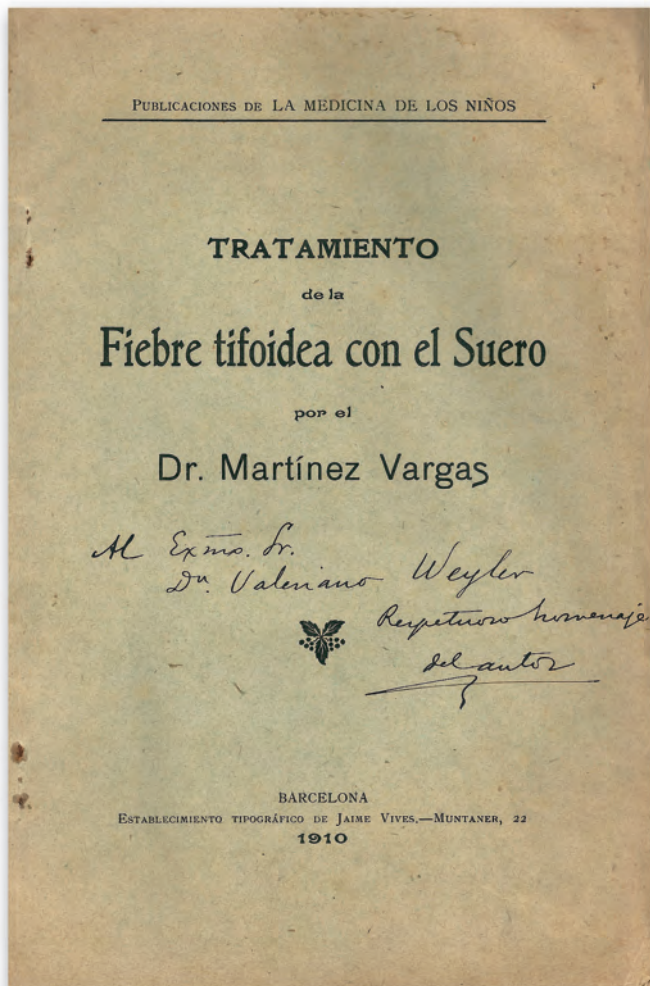 Publicaciones de LA MEDICINA DE LOS NIÑOS
TRATAMIENTO
de la
Fiebre tifoidea con el Suero
por el
Dr. Martínez Vargas
Al Exmo. Sr.
Dn. Valeriano Weyler
Respetuoso homenaje
del autor
BARCELONA
Establecimiento tipográfico de Jaime Vives.—Muntaner, 22
1910